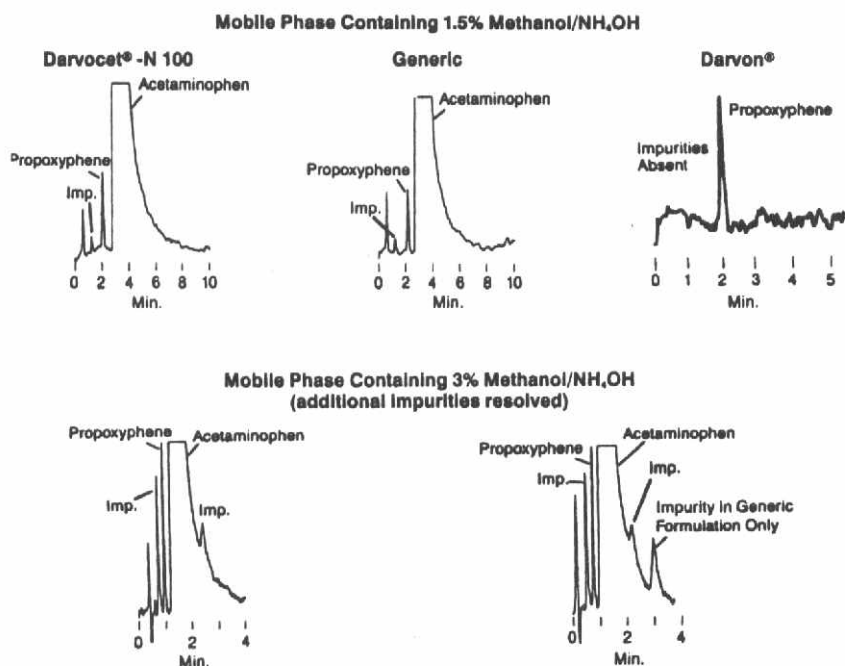 Mobile Phase Containing 1.5% Methanol/NH₄OH
Darvocet® -N 100
Generic
Darvon®
Acetaminophen
Propoxyphene
Imp.
0 2 4 6 8 10
Min.
Acetaminophen
Propoxyphene
Imp.
0 2 4 6 8 10
Min.
Propoxyphene
Impurities
Absent
0 1 2 3 4 5
Min.
Mobile Phase Containing 3% Methanol/NH₄OH
(additional impurities resolved)
Propoxyphene
Acetaminophen
Imp.
Imp.
0 2 4
Min.
Acetaminophen
Propoxyphene
Imp.
Imp.
Impurity in Generic
Formulation Only
0 2 4
Min.